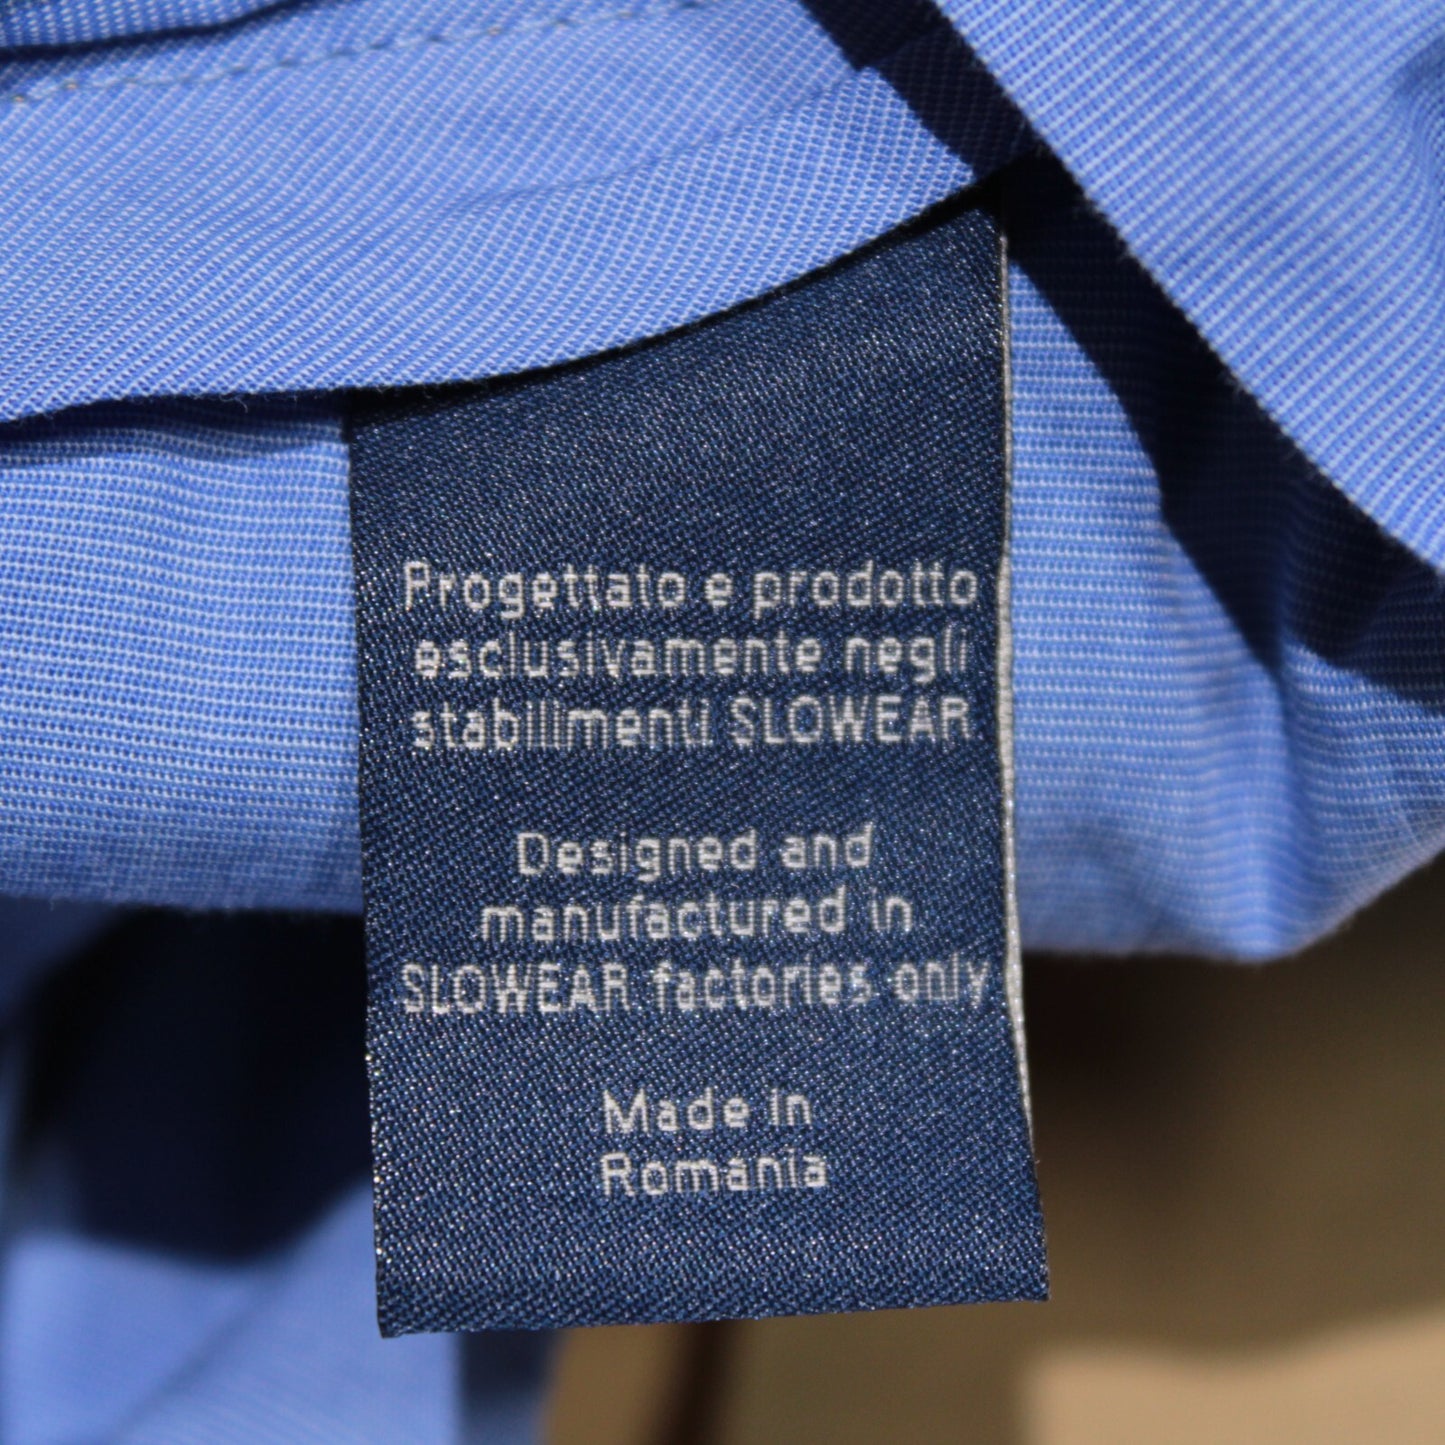 Progettato e prodotto
esclusivamente negli
stabilimenti SLOWEAR
Designed and
manufactured in
SLOWEAR factories only
Made in
Romania